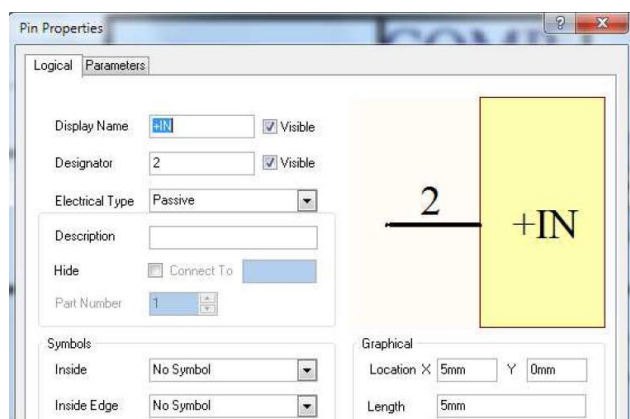 Pin Properties
Logical Parameters
Display Name +IN Visible
Designator 2 Visible
Electrical Type Passive
Description
Hide Connect To
Part Number 1
2
+IN
Symbols
Inside No Symbol
Inside Edge No Symbol
Graphical
Location X 5mm Y 0mm
Length 5mm